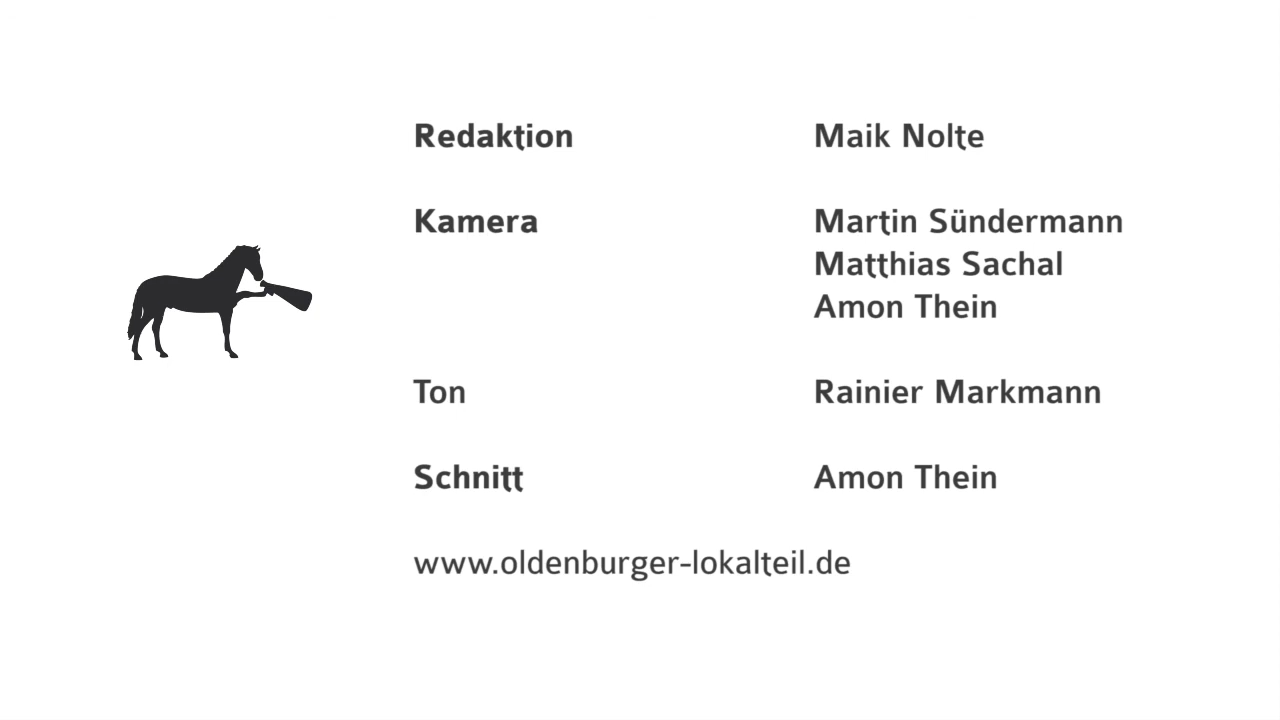 Redaktion Maik Nolte
Kamera Martin Sündermann
Matthias Sachal
Amon Thein
Ton Rainier Markmann
Schnitt Amon Thein
www.oldenburger-lokalteil.de